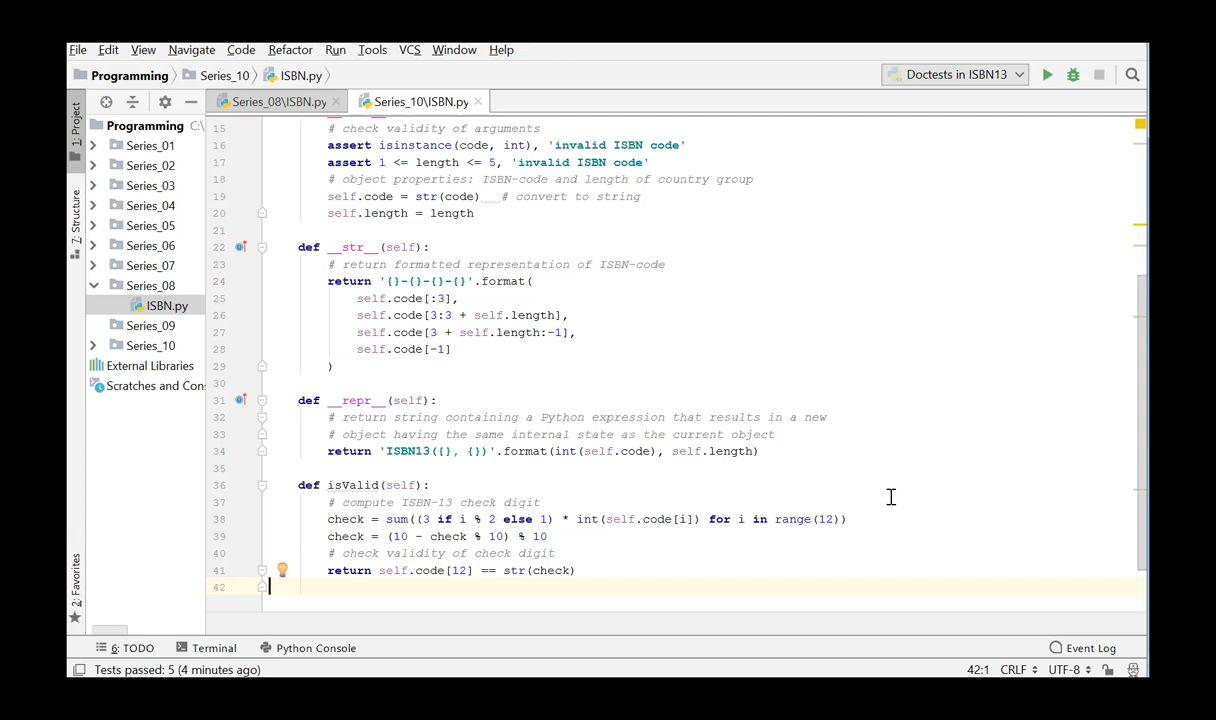 File Edit View Navigate Code Refactor Run Tools VCS Window Help
Programming Series_10 ISBN.py Doctests in ISBN13
1: Project
Series_08\ISBN.py Series_10\ISBN.py
Programming C:\
Series_01
Series_02
Series_03
Series_04
Series_05
Series_06
Series_07
Series_08
ISBN.py
Series_09
Series_10
External Libraries
Scratches and Con
7: Structure
2: Favorites
15 # check validity of arguments
16 assert isinstance(code, int), 'invalid ISBN code'
17 assert 1 <= length <= 5, 'invalid ISBN code'
18 # object properties: ISBN-code and length of country group
19 self.code = str(code) # convert to string
20 self.length = length
21
22 def __str__(self):
23 # return formatted representation of ISBN-code
24 return '{}-{}-{}-{}'.format(
25 self.code[:3],
26 self.code[3:3 + self.length],
27 self.code[3 + self.length:-1],
28 self.code[-1]
29 )
30
31 def __repr__(self):
32 # return string containing a Python expression that results in a new
33 # object having the same internal state as the current object
34 return 'ISBN13({}, {})'.format(int(self.code), self.length)
35
36 def isValid(self):
37 # compute ISBN-13 check digit
38 check = sum((3 if i % 2 else 1) * int(self.code[i]) for i in range(12))
39 check = (10 - check % 10) % 10
40 # check validity of check digit
41 return self.code[12] == str(check)
42
6: TODO Terminal Python Console Event Log
Tests passed: 5 (4 minutes ago) 42:1 CRLF UTF-8